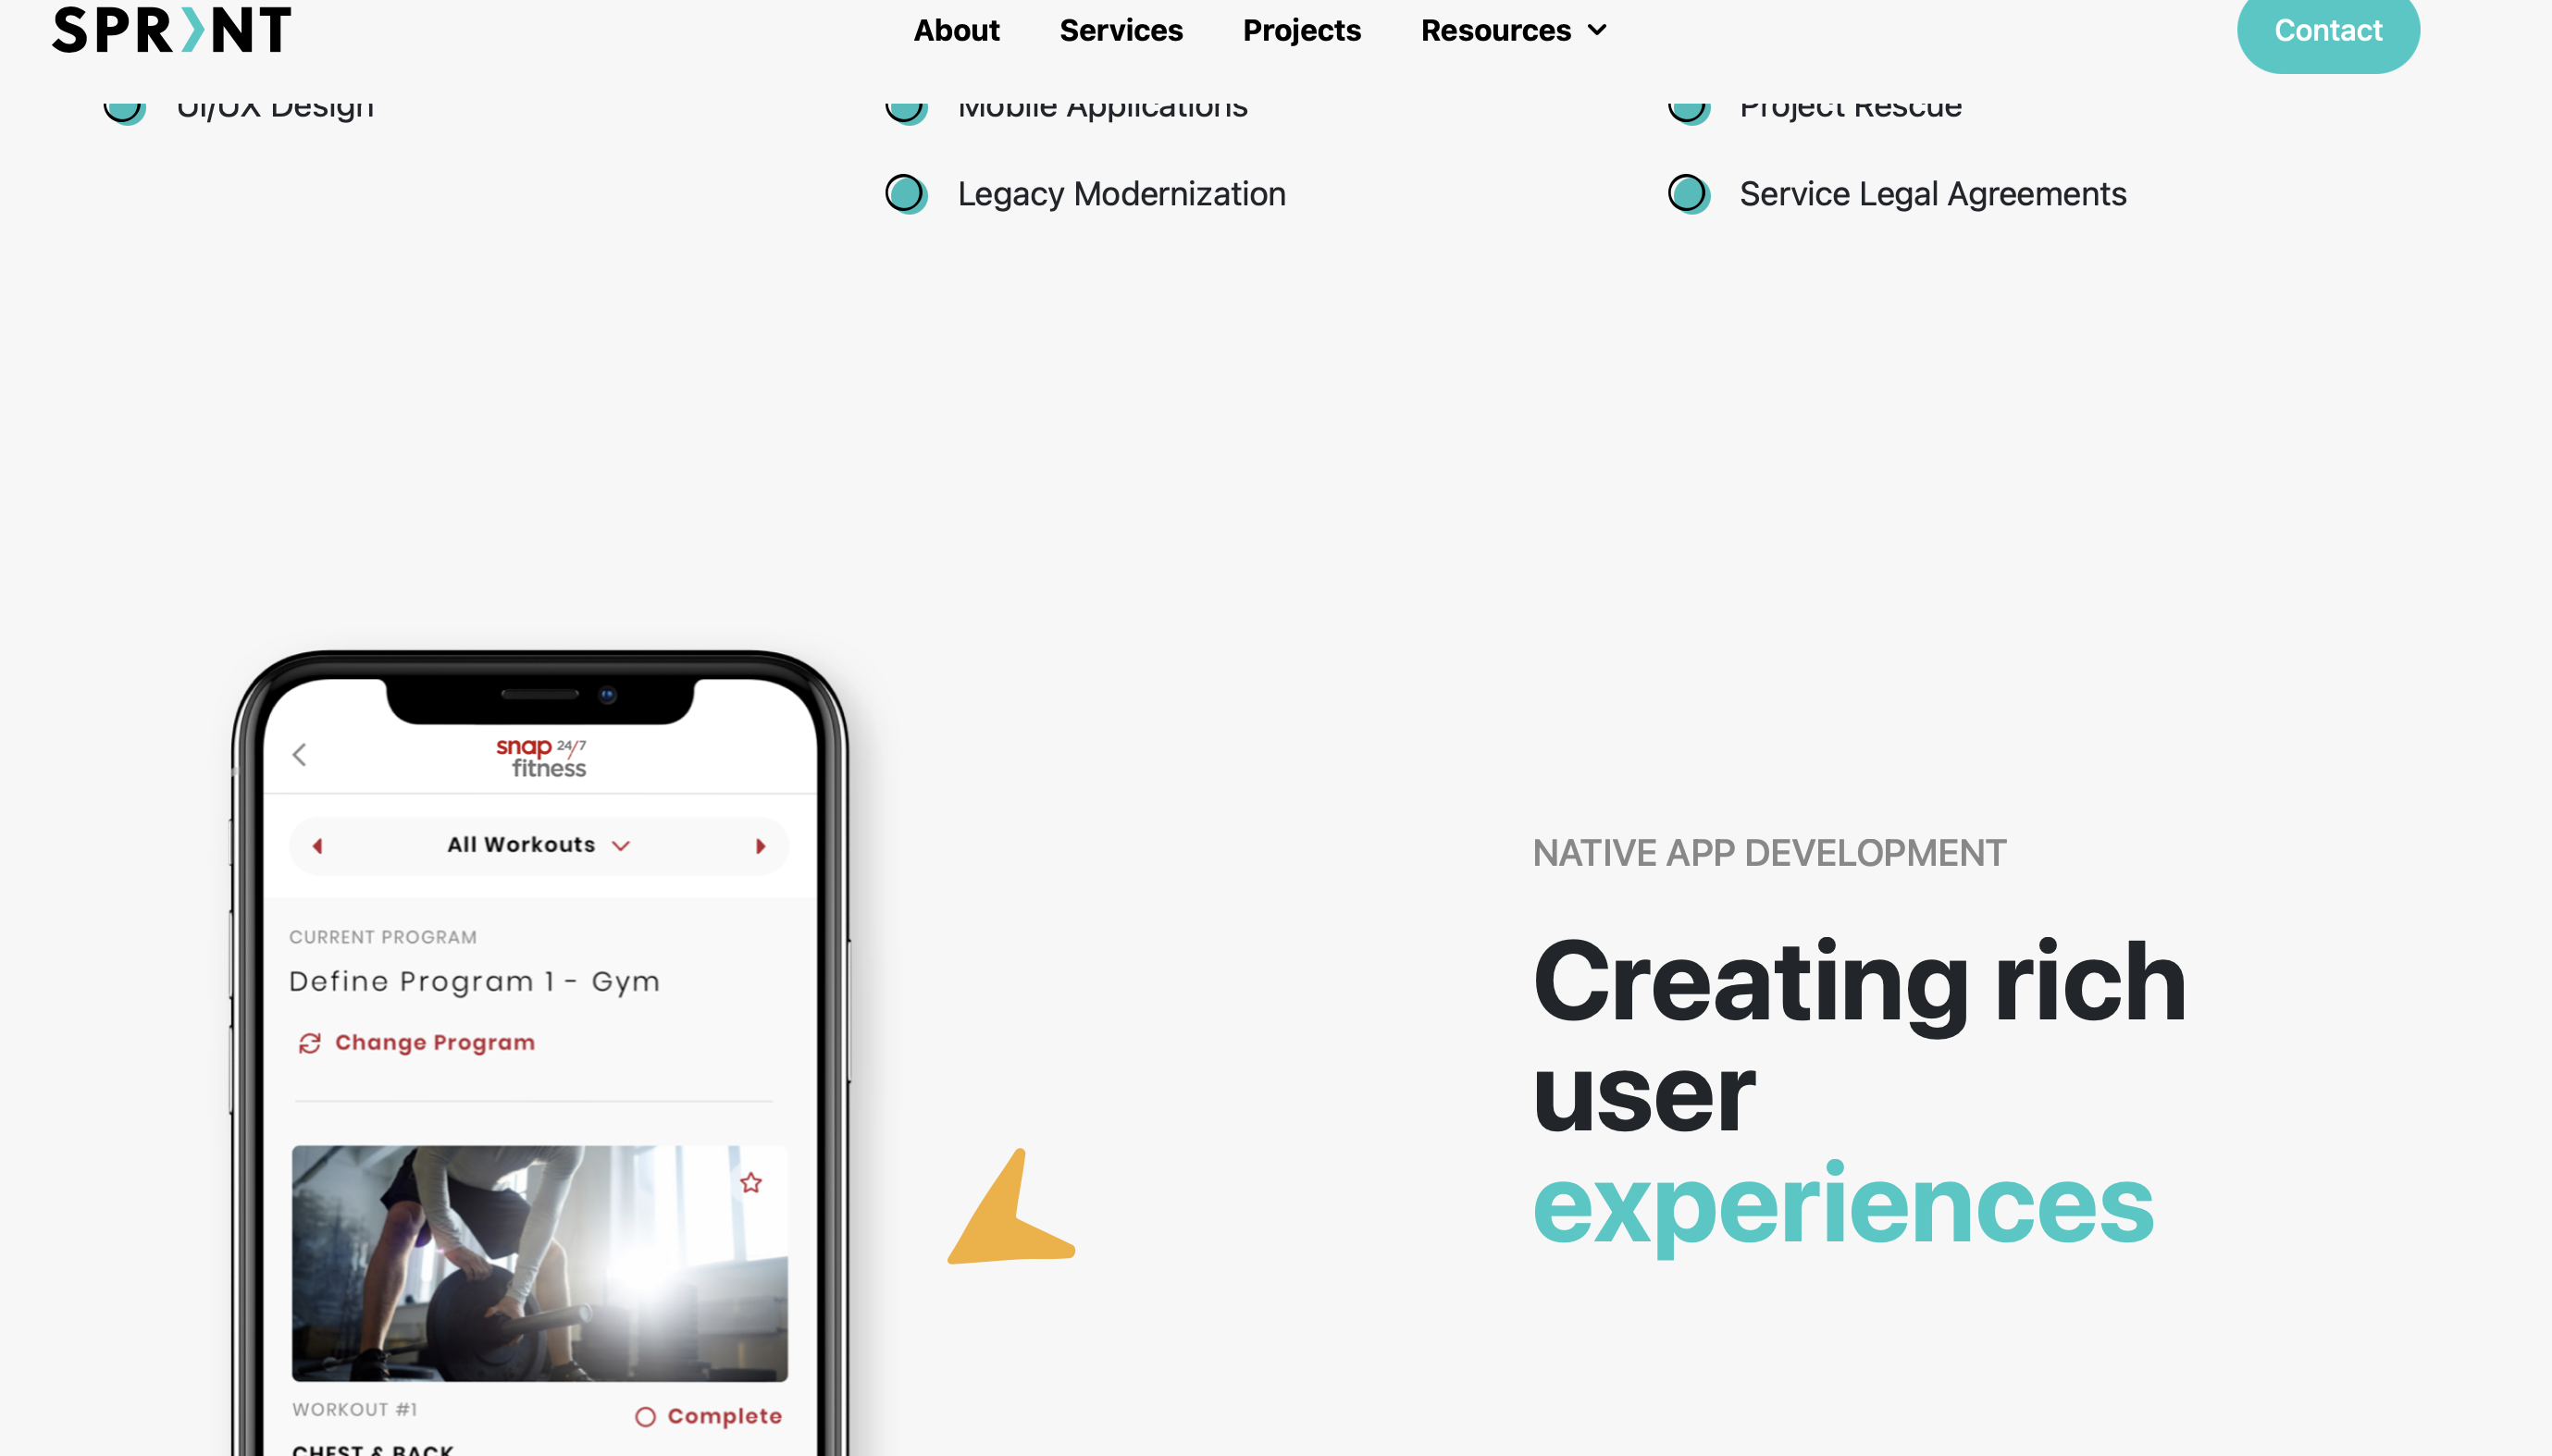 SPRINT
About Services Projects Resources
Contact
UI/UX Design
Mobile Applications
Project Rescue
Legacy Modernization
Service Legal Agreements
snap 24/7
fitness
All Workouts
CURRENT PROGRAM
Define Program 1 - Gym
Change Program
WORKOUT #1
Complete
CHEST & BACK
NATIVE APP DEVELOPMENT
Creating rich
user
experiences